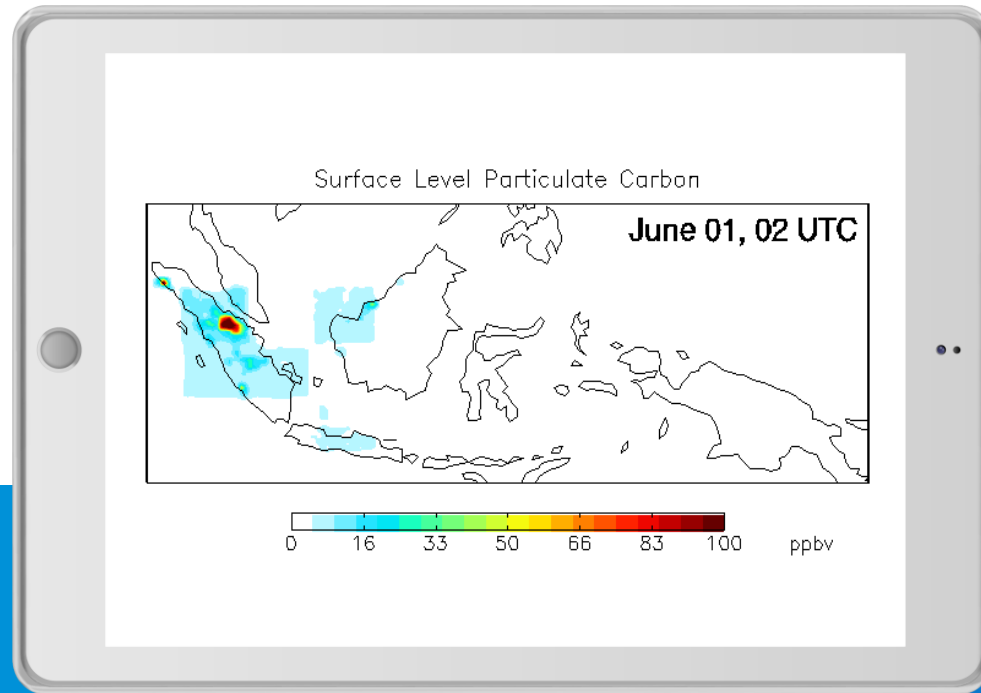 Surface Level Particulate Carbon
June 01, 02 UTC
0 16 33 50 66 83 100 ppbv